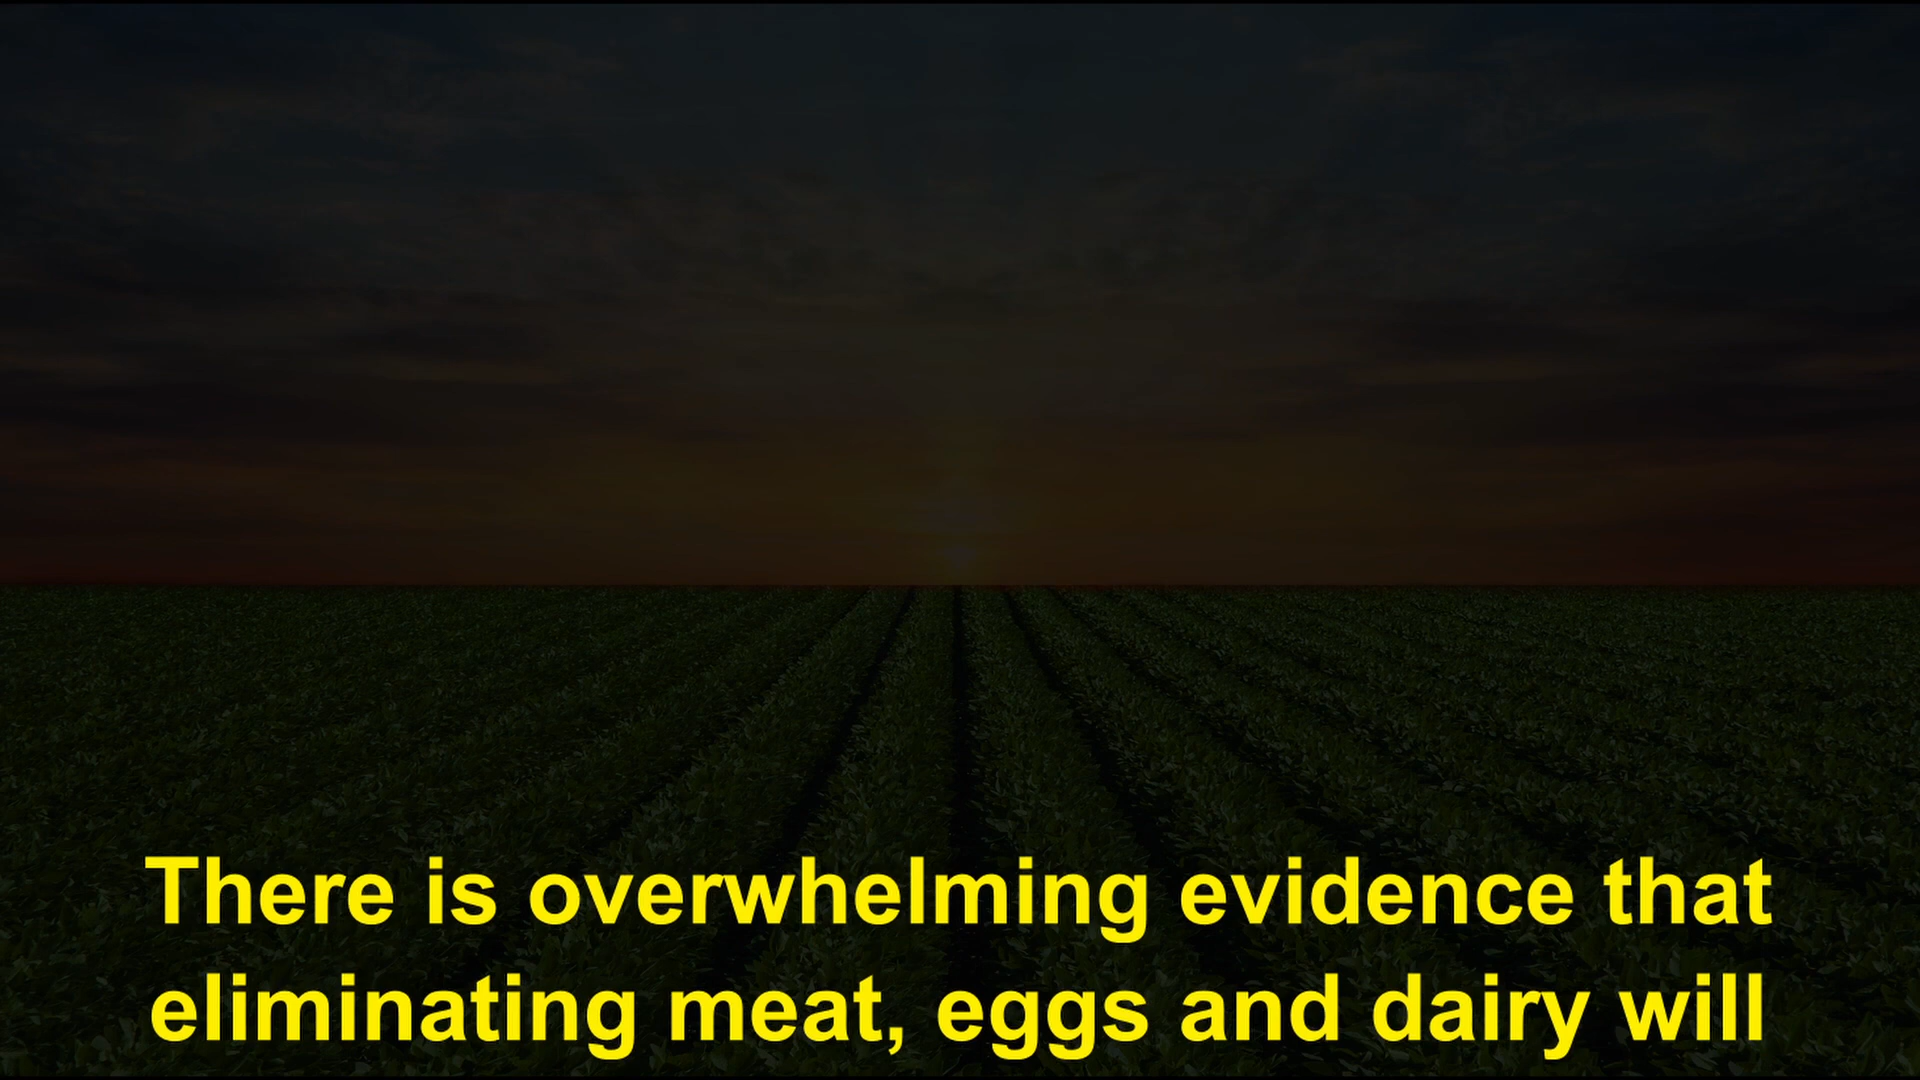 There is overwhelming evidence that
eliminating meat, eggs and dairy will